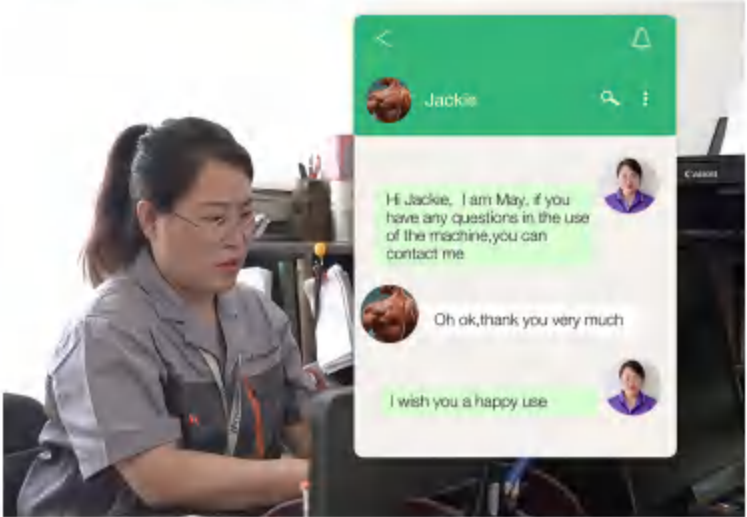 Jackie
Canon
Hi Jackie, I am May, if you
have any questions in the use
of the machine,you can
contact me
Oh ok,thank you very much
I wish you a happy use